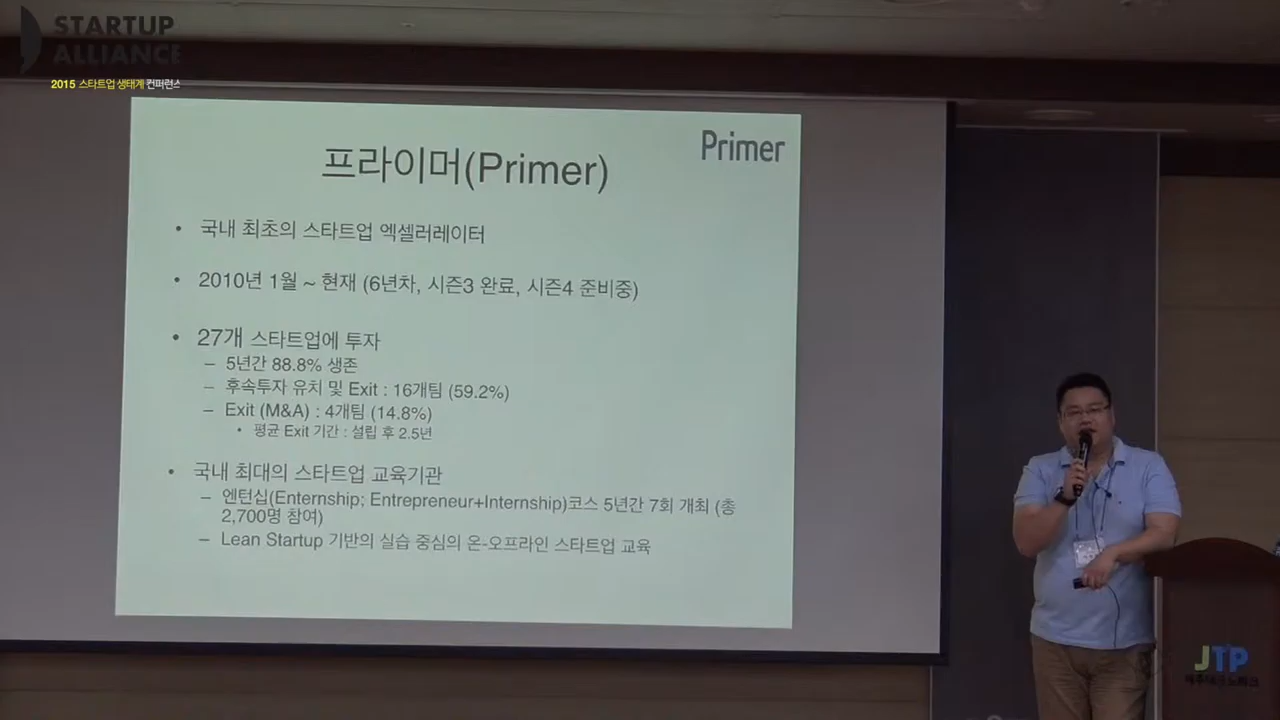 STARTUP
ALLIANCE
2015 스타트업 생태계 컨퍼런스
Primer
프라이머(Primer)
• 국내 최초의 스타트업 엑셀러레이터
• 2010년 1월 ~ 현재 (6년차, 시즌3 완료, 시즌4 준비중)
• 27개 스타트업에 투자
– 5년간 88.8% 생존
– 후속투자 유치 및 Exit : 16개팀 (59.2%)
– Exit (M&A) : 4개팀 (14.8%)
• 평균 Exit 기간 : 설립 후 2.5년
• 국내 최대의 스타트업 교육기관
– 엔턴십(Enternship; Entrepreneur+Internship)코스 5년간 7회 개최 (총
2,700명 참여)
– Lean Startup 기반의 실습 중심의 온-오프라인 스타트업 교육
JTP
제주테크노파크